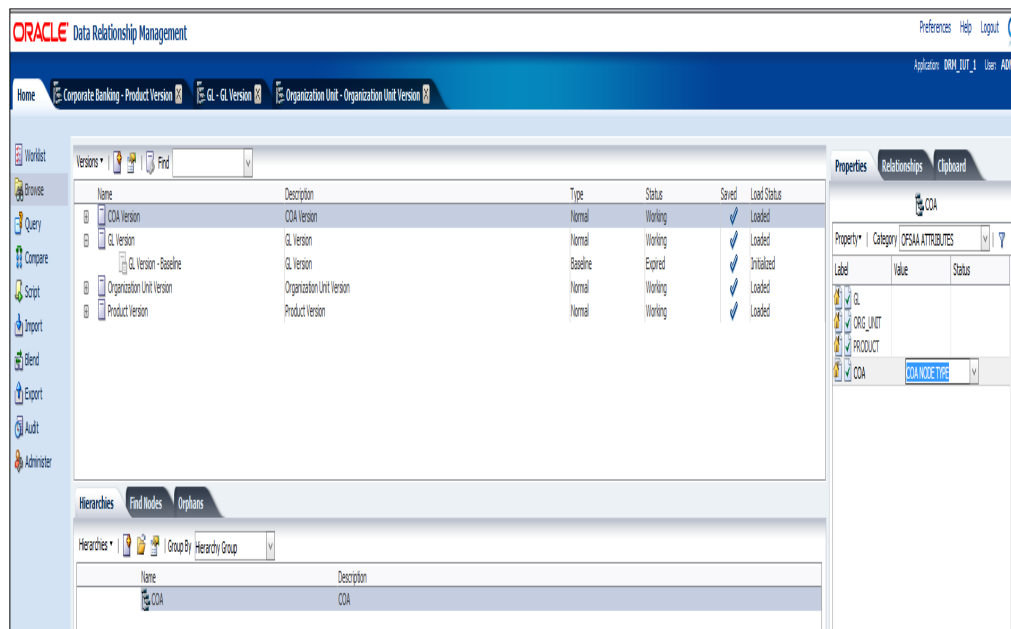 ORACLE Data Relationship Management
Preferences Help Logout
Application: DRM_IUT_1 User: ADM
Home Corporate Banking - Product Version GL - GL Version Organization Unit - Organization Unit Version
Worklist
Browse
Query
Compare
Script
Import
Blend
Export
Audit
Administer
Versions Find
Name Description Type Status Saved Load Status
COA Version COA Version Normal Working Loaded
GL Version GL Version Normal Working Loaded
GL Version - Baseline GL Version Baseline Expired Initialized
Organization Unit Version Organization Unit Version Normal Working Loaded
Product Version Product Version Normal Working Loaded
Hierarchies Find Nodes Orphans
Hierarchies Group By Hierarchy Group
Name Description
COA COA
Properties Relationships Clipboard
COA
Property Category OFSAA ATTRIBUTES
Label Value Status
GL
ORG_UNIT
PRODUCT
COA COA NODE TYPE